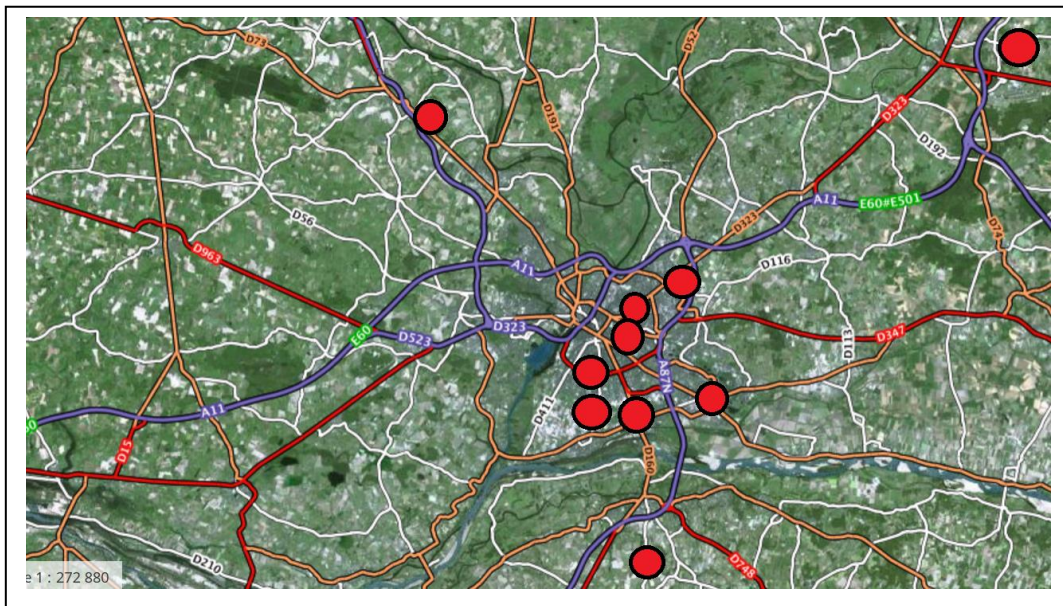 D73
D52
D191
D323
D192
A11
E60#E501
D56
D323
D74
D963
A11
D116
E60
D523
D323
D347
D113
A87N
A11
D411
D15
D160
D748
D210
e 1 : 272 880